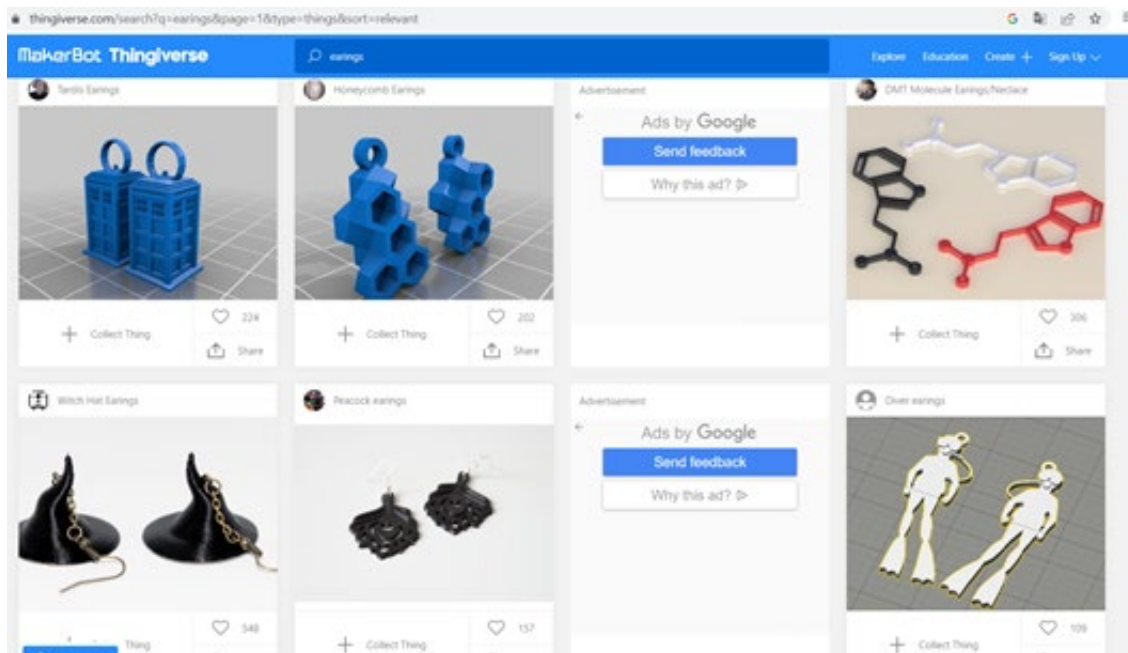 thingiverse.com/search?q=earings&page=1&type=things&sort=relevant
MakerBot Thingiverse
earings
Explore Education Create + Sign Up
Tardis Earings
Honeycomb Earings
Advertisement
DMT Molecule Earings/Neclace
Ads by Google
Send feedback
Why this ad?
Collect Thing
224
Share
Collect Thing
202
Share
Collect Thing
306
Share
Witch Hat Earings
Peacock earings
Advertisement
Diver earings
Ads by Google
Send feedback
Why this ad?
Thing
548
Collect Thing
157
Collect Thing
109